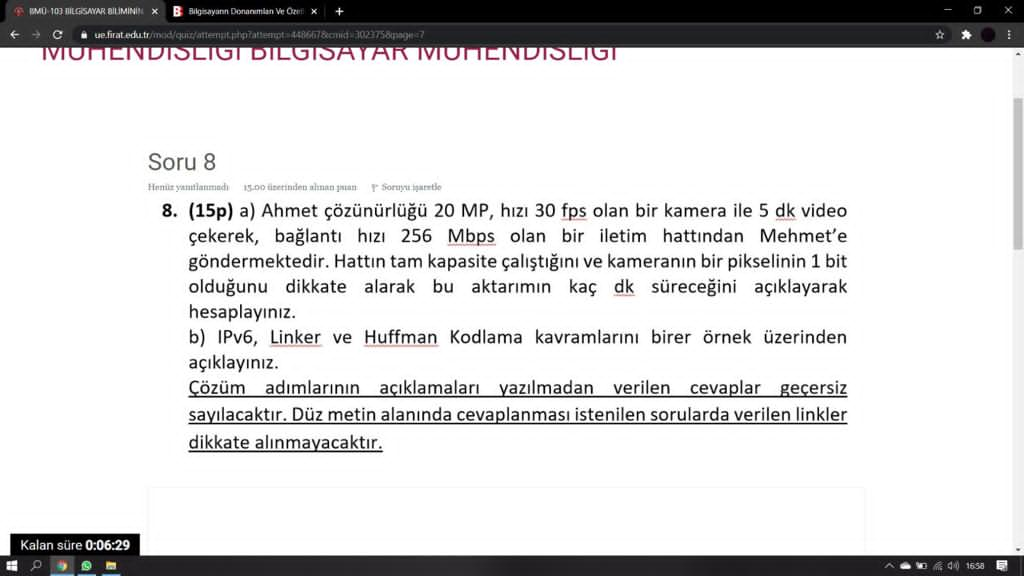 BMÜ-103 BİLGİSAYAR BİLİMİNİN
Bilgisayarın Donanımları Ve Özell
ue.firat.edu.tr/mod/quiz/attempt.php?attempt=448667&cmid=302375&page=7
MÜHENDİSLİĞİ BİLGİSAYAR MÜHENDİSLİĞİ
Soru 8
Henüz yanıtlanmadı 15.00 üzerinden alınan puan Soruyu işaretle
8. (15p) a) Ahmet çözünürlüğü 20 MP, hızı 30 fps olan bir kamera ile 5 dk video
çekerek, bağlantı hızı 256 Mbps olan bir iletim hattından Mehmet’e
göndermektedir. Hattın tam kapasite çalıştığını ve kameranın bir pikselinin 1 bit
olduğunu dikkate alarak bu aktarımın kaç dk süreceğini açıklayarak
hesaplayınız.
b) IPv6, Linker ve Huffman Kodlama kavramlarını birer örnek üzerinden
açıklayınız.
Çözüm adımlarının açıklamaları yazılmadan verilen cevaplar geçersiz
sayılacaktır. Düz metin alanında cevaplanması istenilen sorularda verilen linkler
dikkate alınmayacaktır.
Kalan süre 0:06:29
16:58